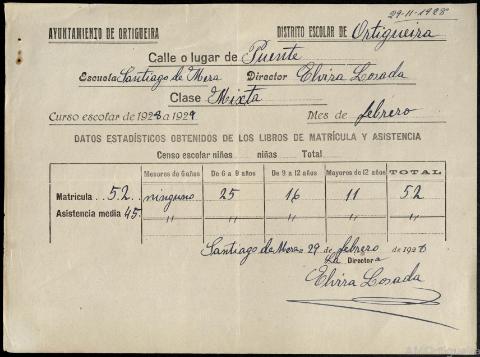 29-11-1928
AYUNTAMIENTO DE ORTIGUEIRA
DISTRITO ESCOLAR DE Ortigueira
Calle o lugar de Puente
Escuela Santiago de Mera Director Elvira Losada
Clase Mixta
Curso escolar de 1928 a 1929 Mes de febrero
DATOS ESTADÍSTICOS OBTENIDOS DE LOS LIBROS DE MATRÍCULA Y ASISTENCIA
Censo escolar niños niñas Total
Menores de 6 años De 6 a 9 años De 9 a 12 años Mayores de 12 años TOTAL
Matrícula .. 52 ninguno 25 16 11 52
Asistencia media 45 " " " " "
Santiago de Mera a 29 de febrero de 1928
La Directora
Elvira Losada